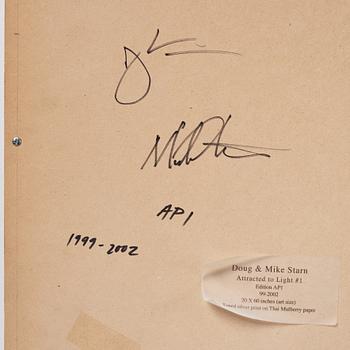 AP1
1999-2002
Doug & Mike Starn
Attracted to Light #1
Edition AP1
99-2002
20 X 60 inches (art size)
Toned silver print on Thai Mulberry paper